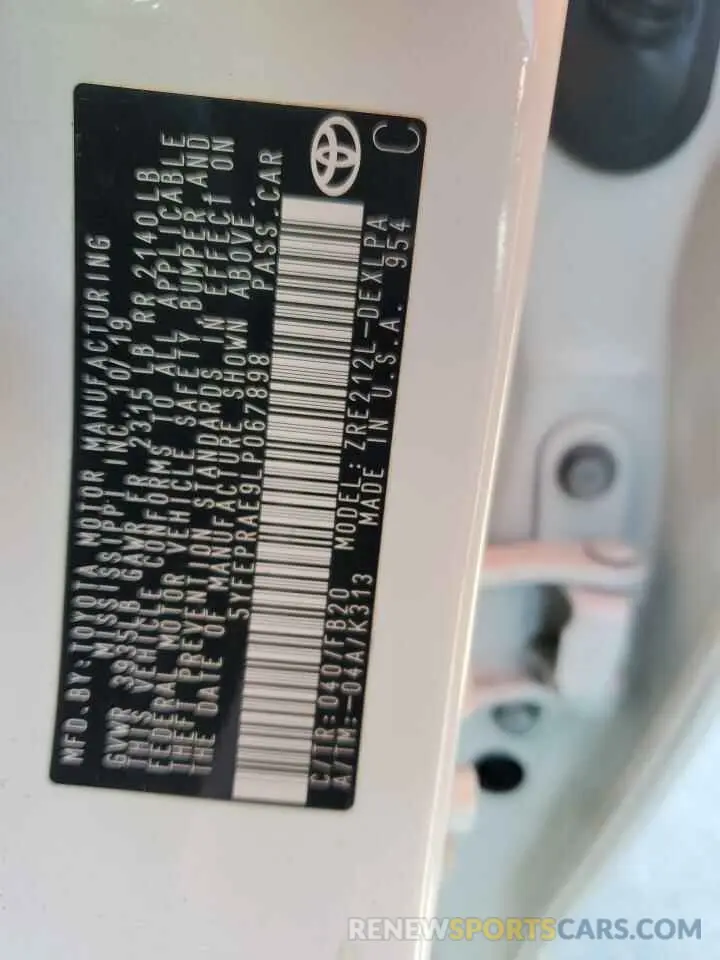 MFD.BY:TOYOTA MOTOR MANUFACTURING
MISSISSIPPI INC.10/19
GVWR 3935LB GAWR FR 2315 LB RR 2140LB
THIS VEHICLE CONFORMS TO ALL APPLICABLE
FEDERAL MOTOR VEHICLE SAFETY, BUMPER, AND
THEFT PREVENTION STANDARDS IN EFFECT ON
THE DATE OF MANUFACTURE SHOWN ABOVE.
5YFEPRAE9LP067898 PASS.CAR
C/TR:040/FB20 MODEL:ZRE212L-DEXLPA
A/TM:-04A/K313 MADE IN U.S.A. 954
C
RENEWSPORTSCARS.COM